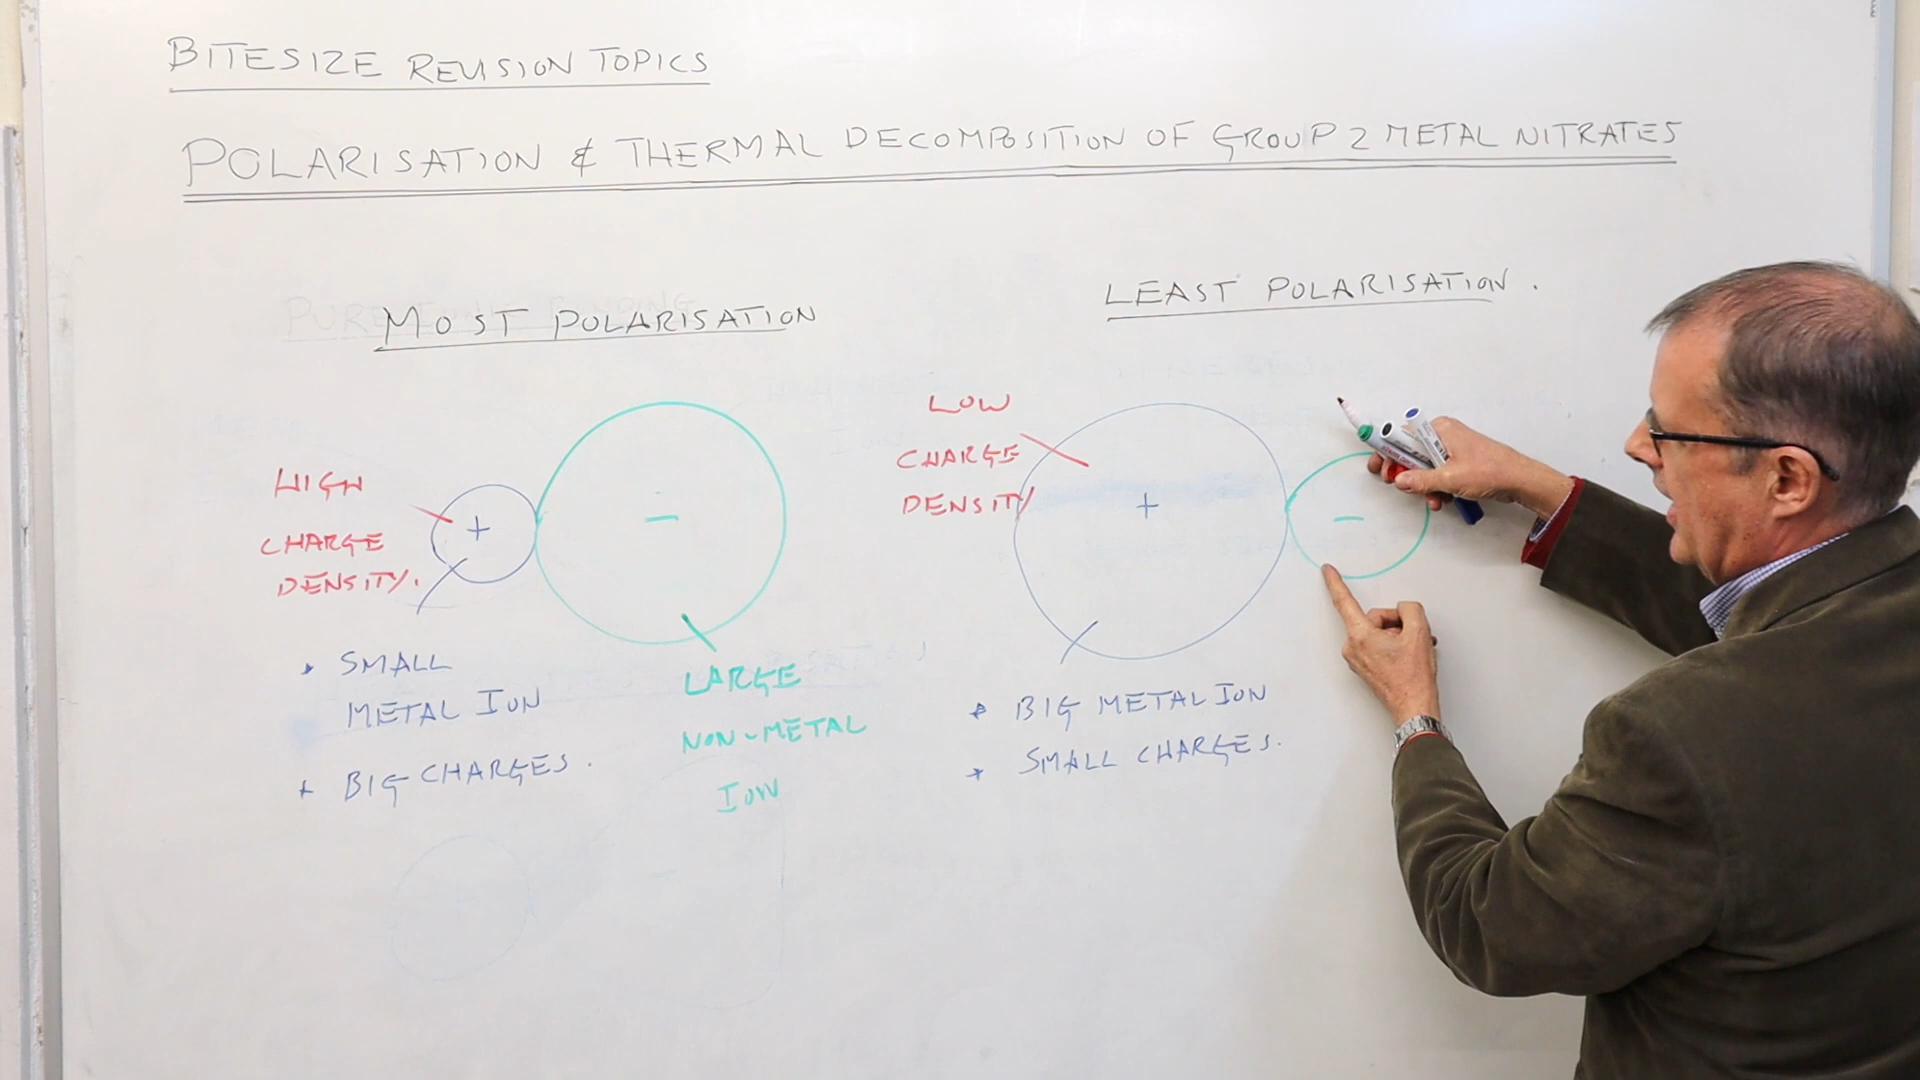 BITESIZE REVISION TOPICS
POLARISATION & THERMAL DECOMPOSITION OF GROUP 2 METAL NITRATES
MOST POLARISATION
HIGH
CHARGE
DENSITY.
+
-
* SMALL
METAL ION
* BIG CHARGES.
LARGE
NON-METAL
ION
LEAST POLARISATION.
LOW
CHARGE
DENSITY
+
-
* BIG METAL ION
* SMALL CHARGES.